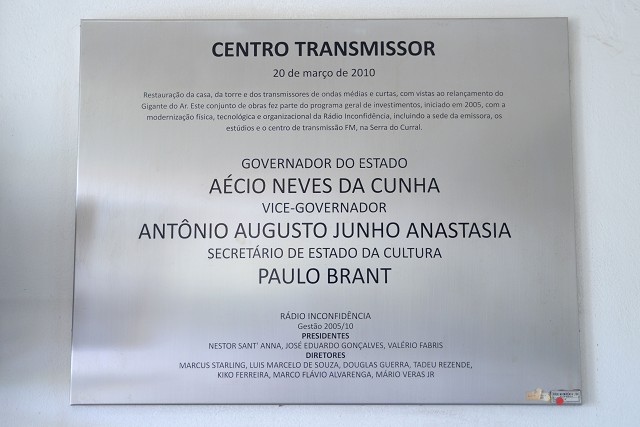 CENTRO TRANSMISSOR
20 de março de 2010
Restauração da casa, da torre e dos transmissores de ondas médias e curtas, com vistas ao relançamento do
Gigante do Ar. Este conjunto de obras fez parte do programa geral de investimentos, iniciado em 2005, com a
modernização física, tecnológica e organizacional da Rádio Inconfidência, incluindo a sede da emissora, os
estúdios e o centro de transmissão FM, na Serra do Curral.
GOVERNADOR DO ESTADO
AÉCIO NEVES DA CUNHA
VICE-GOVERNADOR
ANTÔNIO AUGUSTO JUNHO ANASTASIA
SECRETÁRIO DE ESTADO DA CULTURA
PAULO BRANT
RÁDIO INCONFIDÊNCIA
Gestão 2005/10
PRESIDENTES
NESTOR SANT' ANNA, JOSÉ EDUARDO GONÇALVES, VALÉRIO FABRIS
DIRETORES
MARCUS STARLING, LUIS MARCELO DE SOUZA, DOUGLAS GUERRA, TADEU REZENDE,
KIKO FERREIRA, MARCO FLÁVIO ALVARENGA, MÁRIO VERAS JR